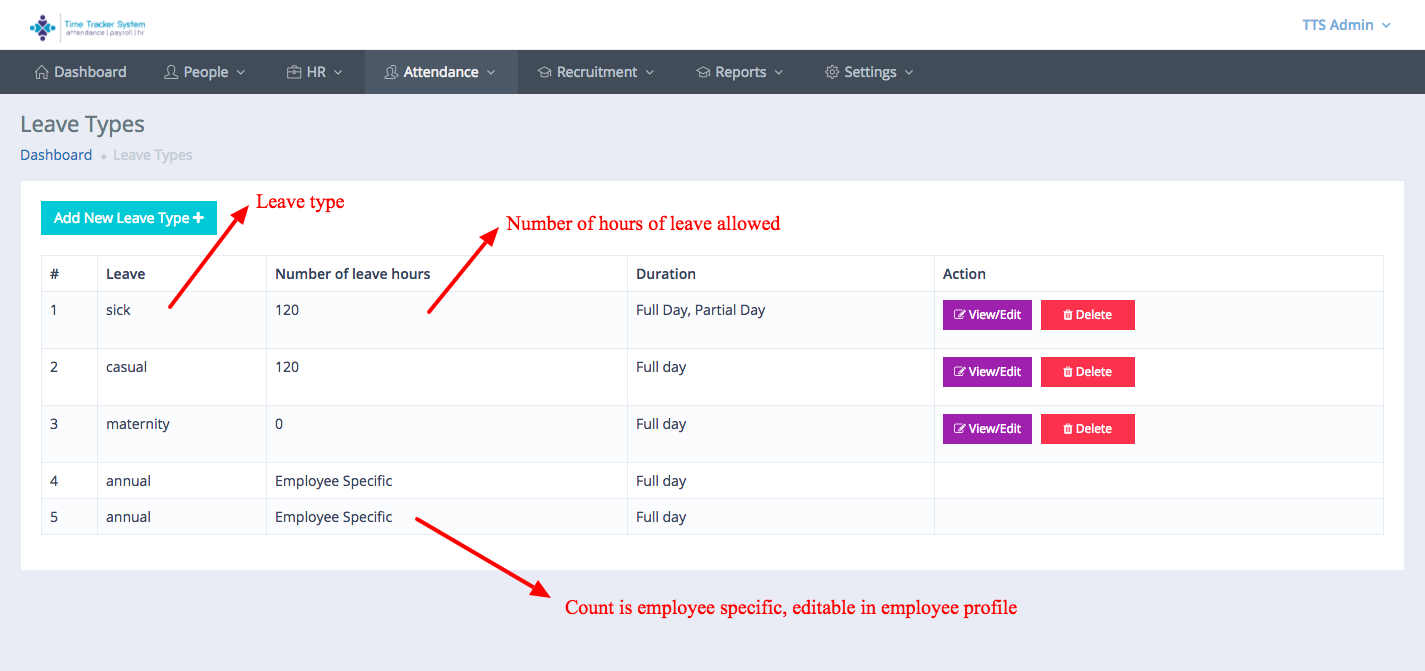 Time Tracker System
attendance | payroll | hr
TTS Admin
Dashboard People HR Attendance Recruitment Reports Settings
Leave Types
Dashboard • Leave Types
Leave type
Add New Leave Type +
Number of hours of leave allowed
# Leave Number of leave hours Duration Action
1 sick 120 Full Day, Partial Day View/Edit Delete
2 casual 120 Full day View/Edit Delete
3 maternity 0 Full day View/Edit Delete
4 annual Employee Specific Full day
5 annual Employee Specific Full day
Count is employee specific, editable in employee profile